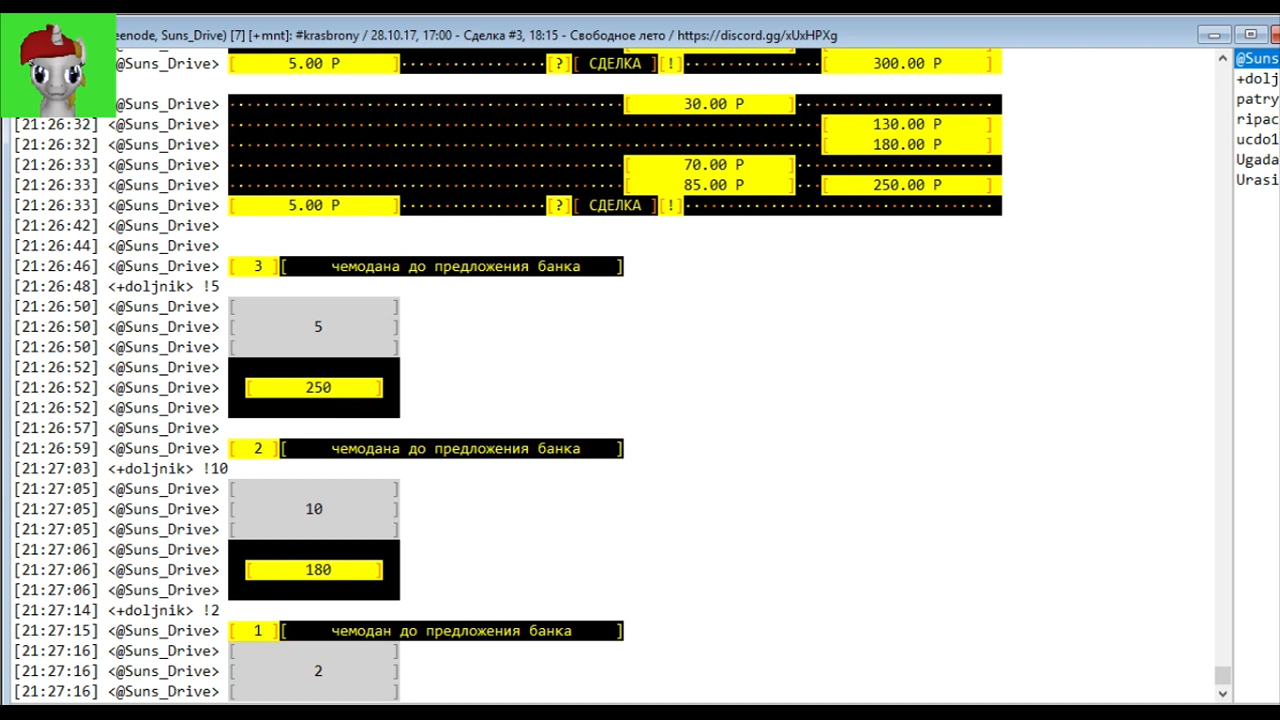 eenode, Suns_Drive) [7] [+mnt]: #krasbrony / 28.10.17, 17:00 - Сделка #3, 18:15 - Свободное лето / https://discord.gg/xUxHPXg
@Suns_Drive> [ 5.00 Р ]··················[?][ СДЕЛКА ][!]················[ 300.00 Р ]
@Suns_Drive> [ 30.00 Р ]
[21:26:32] <@Suns_Drive> [ 130.00 Р ]
[21:26:32] <@Suns_Drive> [ 180.00 Р ]
[21:26:33] <@Suns_Drive> [ 70.00 Р ]
[21:26:33] <@Suns_Drive> [ 85.00 Р ]···[ 250.00 Р ]
[21:26:33] <@Suns_Drive> [ 5.00 Р ]··················[?][ СДЕЛКА ][!]
[21:26:42] <@Suns_Drive>
[21:26:44] <@Suns_Drive>
[21:26:46] <@Suns_Drive> [ 3 ][ чемодана до предложения банка ]
[21:26:48] <+doljnik> !5
[21:26:50] <@Suns_Drive> [ ]
[21:26:50] <@Suns_Drive> [ 5 ]
[21:26:50] <@Suns_Drive> [ ]
[21:26:52] <@Suns_Drive>
[21:26:52] <@Suns_Drive> [ 250 ]
[21:26:52] <@Suns_Drive>
[21:26:57] <@Suns_Drive>
[21:26:59] <@Suns_Drive> [ 2 ][ чемодана до предложения банка ]
[21:27:03] <+doljnik> !10
[21:27:05] <@Suns_Drive> [ ]
[21:27:05] <@Suns_Drive> [ 10 ]
[21:27:05] <@Suns_Drive> [ ]
[21:27:06] <@Suns_Drive>
[21:27:06] <@Suns_Drive> [ 180 ]
[21:27:06] <@Suns_Drive>
[21:27:14] <+doljnik> !2
[21:27:15] <@Suns_Drive> [ 1 ][ чемодан до предложения банка ]
[21:27:16] <@Suns_Drive> [ ]
[21:27:16] <@Suns_Drive> [ 2 ]
[21:27:16] <@Suns_Drive> [ ]
@Suns
+dolj
patry
ripac
ucdo1
Ugada
Urasi